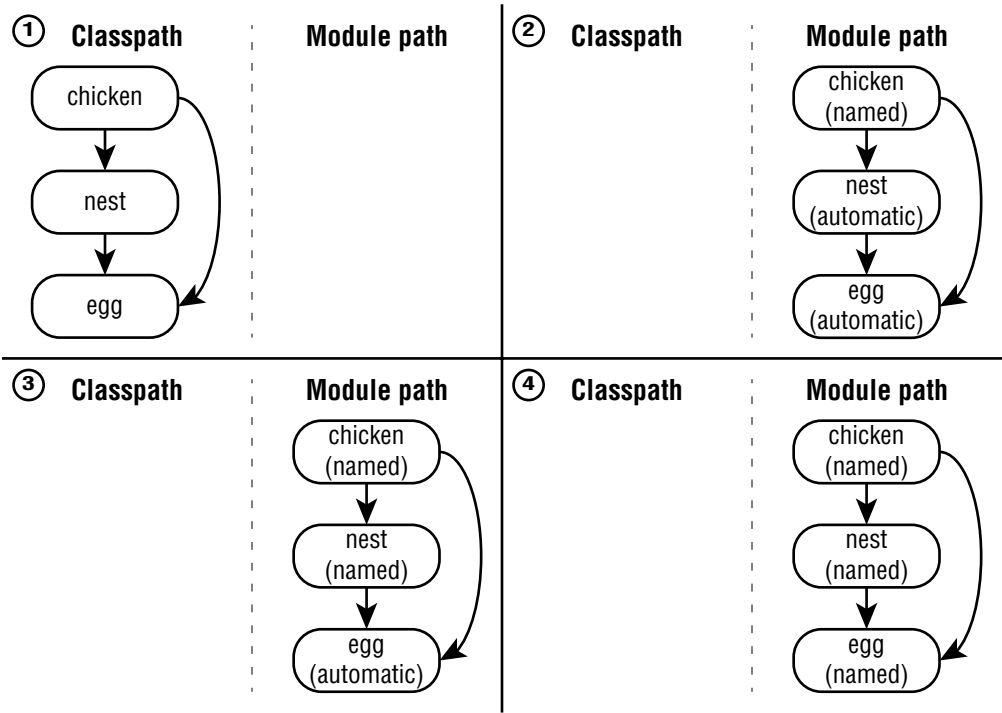 1 Classpath Module path
chicken
nest
egg
2 Classpath Module path
chicken
(named)
nest
(automatic)
egg
(automatic)
3 Classpath Module path
chicken
(named)
nest
(named)
egg
(automatic)
4 Classpath Module path
chicken
(named)
nest
(named)
egg
(named)